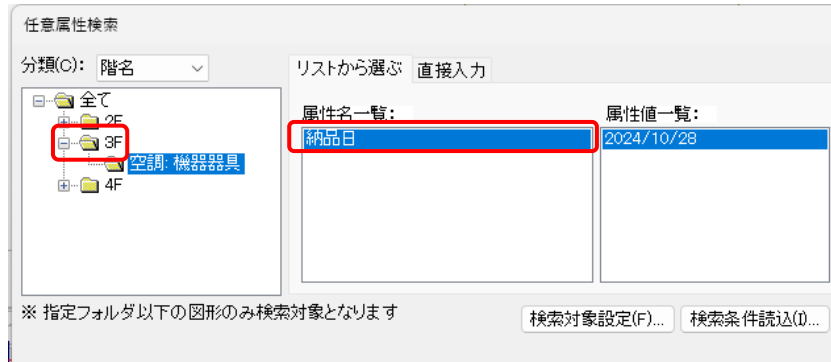 任意属性検索
分類(C): 階名
リストから選ぶ 直接入力
全て
2F
3F
空調: 機器器具
4F
属性名一覧:
納品日
属性値一覧:
2024/10/28
※ 指定フォルダ以下の図形のみ検索対象となります
検索対象設定(F)... 検索条件読込(I)...